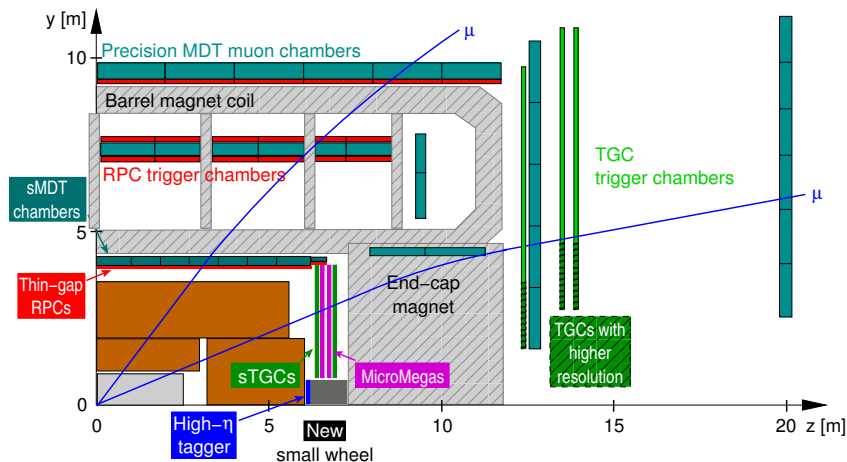 y [m]
μ
Precision MDT muon chambers
10
Barrel magnet coil
RPC trigger chambers
TGC
trigger chambers
sMDT
chambers
μ
5
Thin-gap
RPCs
End-cap
magnet
TGCs with
higher
resolution
sTGCs
MicroMegas
0
0
5
10
15
20
z [m]
High-η
tagger
New
small wheel